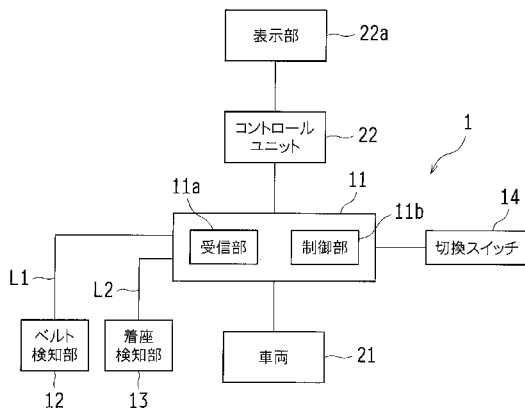 表示部
22a
コントロール
ユニット
22
1
11
11a
受信部
制御部
11b
14
切換スイッチ
L1
L2
ベルト
検知部
着座
検知部
車両
21
12
13